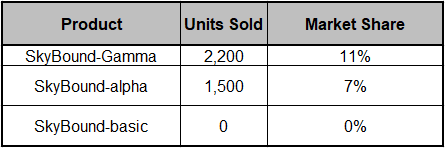 Product Units Sold Market Share
SkyBound-Gamma 2,200 11%
SkyBound-alpha 1,500 7%
SkyBound-basic 0 0%